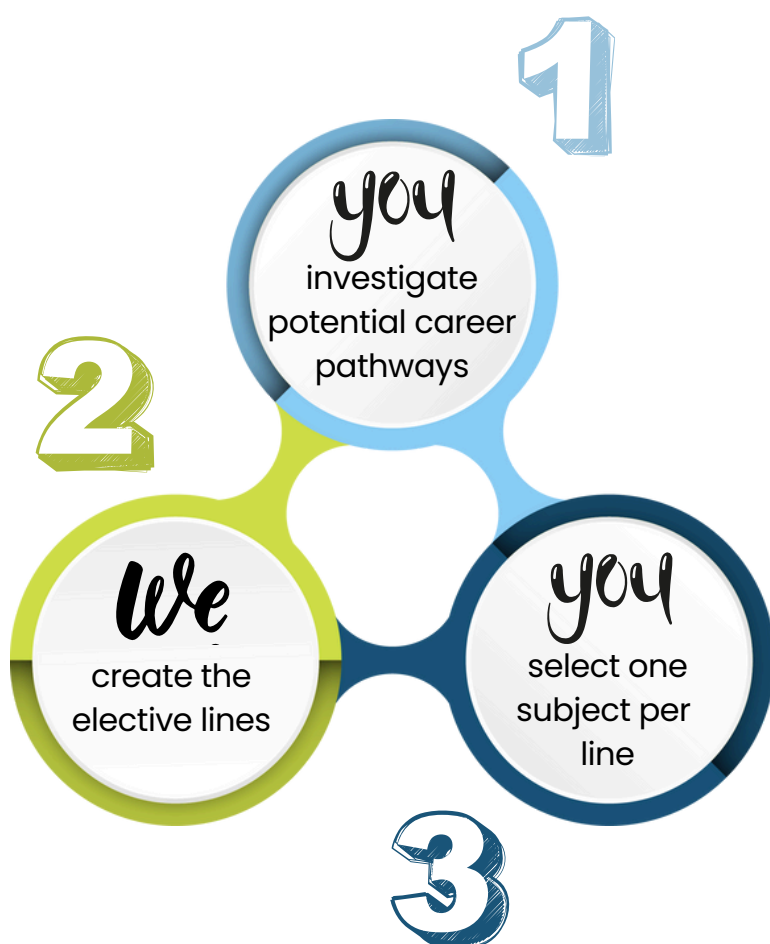 1
you
investigate
potential career
pathways
2
We
create the
elective lines
you
select one
subject per
line
3